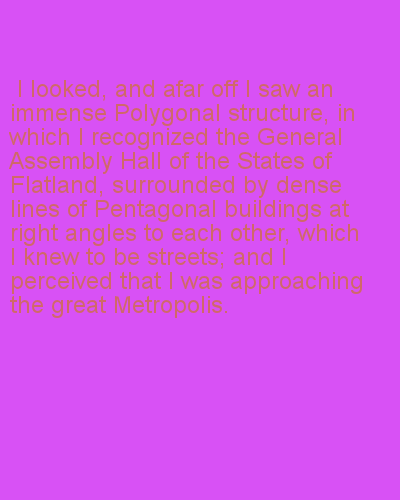 I looked, and afar off I saw an
immense Polygonal structure, in
which I recognized the General
Assembly Hall of the States of
Flatland, surrounded by dense
lines of Pentagonal buildings at
right angles to each other, which
I knew to be streets; and I
perceived that I was approaching
the great Metropolis.